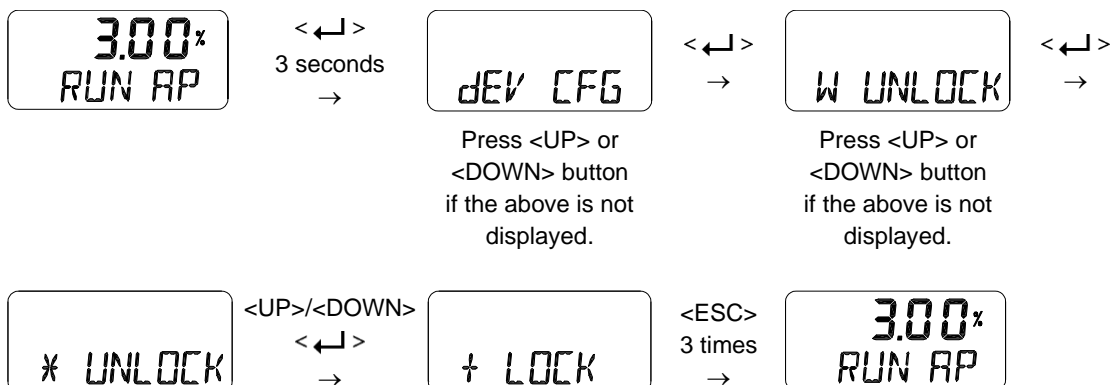 3.00%
RUN AP
< ↵ >
3 seconds
→
dEV CFG
Press <UP> or
<DOWN> button
if the above is not
displayed.
< ↵ >
→
W UNLOCK
Press <UP> or
<DOWN> button
if the above is not
displayed.
< ↵ >
→
* UNLOCK
<UP>/<DOWN>
< ↵ >
→
+ LOCK
<ESC>
3 times
→
3.00%
RUN AP